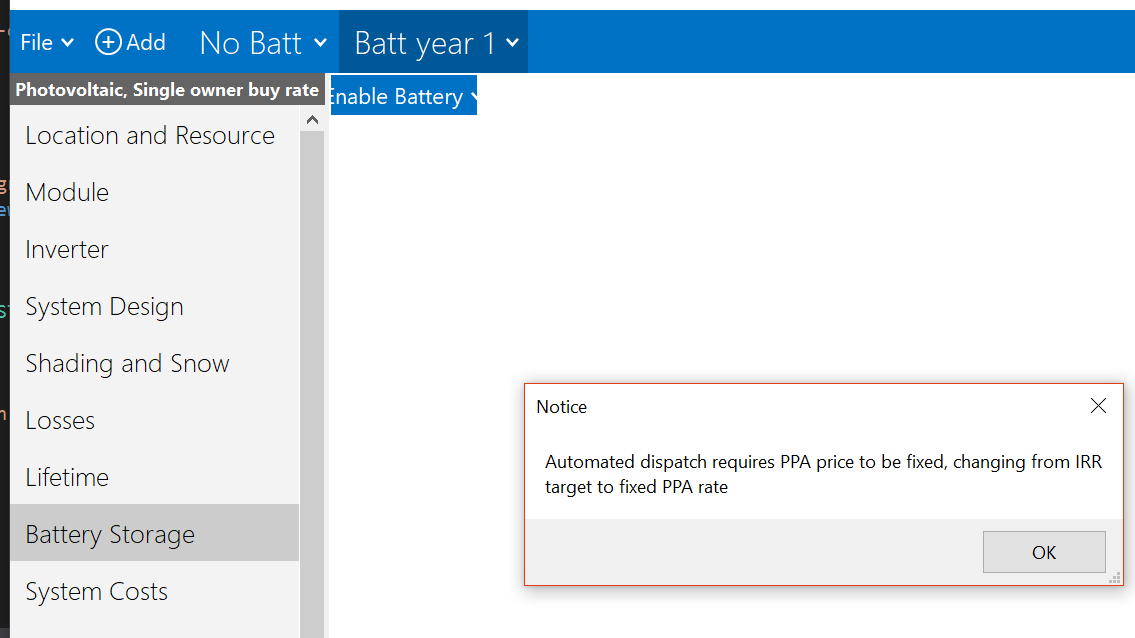 File Add No Batt Batt year 1
Photovoltaic, Single owner buy rate
Enable Battery
Location and Resource
Module
Inverter
System Design
Shading and Snow
Losses
Lifetime
Battery Storage
System Costs
Notice
Automated dispatch requires PPA price to be fixed, changing from IRR
target to fixed PPA rate
OK